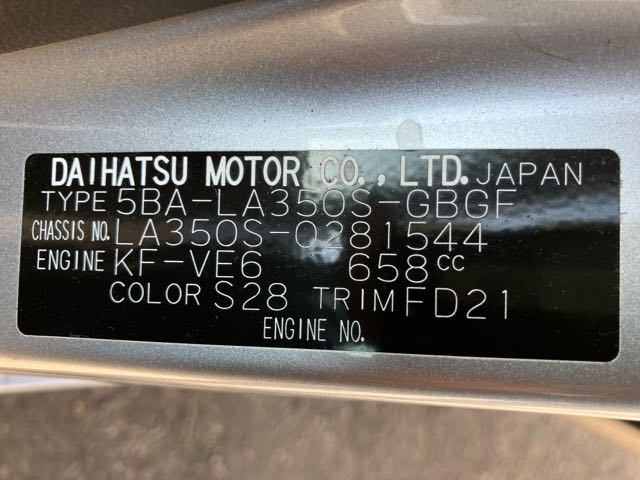 DAIHATSU MOTOR CO., LTD. JAPAN
TYPE 5BA-LA350S-GBGF
CHASSIS NO. LA350S-0281544
ENGINE KF-VE6 658cc
COLOR S28 TRIM FD21
ENGINE NO.